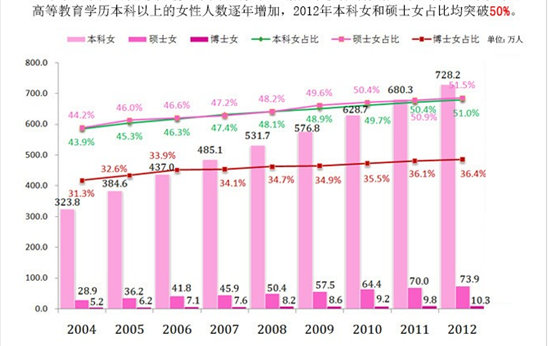 高等教育学历本科以上的女性人数逐年增加，2012年本科女和硕士女占比均突破50%。
本科女 硕士女 博士女 本科女占比 硕士女占比 博士女占比 单位: 万人
800.0
700.0
600.0
500.0
400.0
300.0
200.0
100.0
0.0
44.2% 46.0% 46.6% 47.2% 48.2% 49.6% 50.4% 50.9% 51.5%
43.9% 45.3% 46.3% 47.4% 48.1% 48.9% 49.7% 50.4% 51.0%
31.3% 32.6% 33.9% 34.1% 34.7% 34.9% 35.5% 36.1% 36.4%
323.8 384.6 437.0 485.1 531.7 576.8 628.7 680.3 728.2
28.9 36.2 41.8 45.9 50.4 57.5 64.4 70.0 73.9
5.2 6.2 7.1 7.6 8.2 8.6 9.2 9.8 10.3
2004 2005 2006 2007 2008 2009 2010 2011 2012